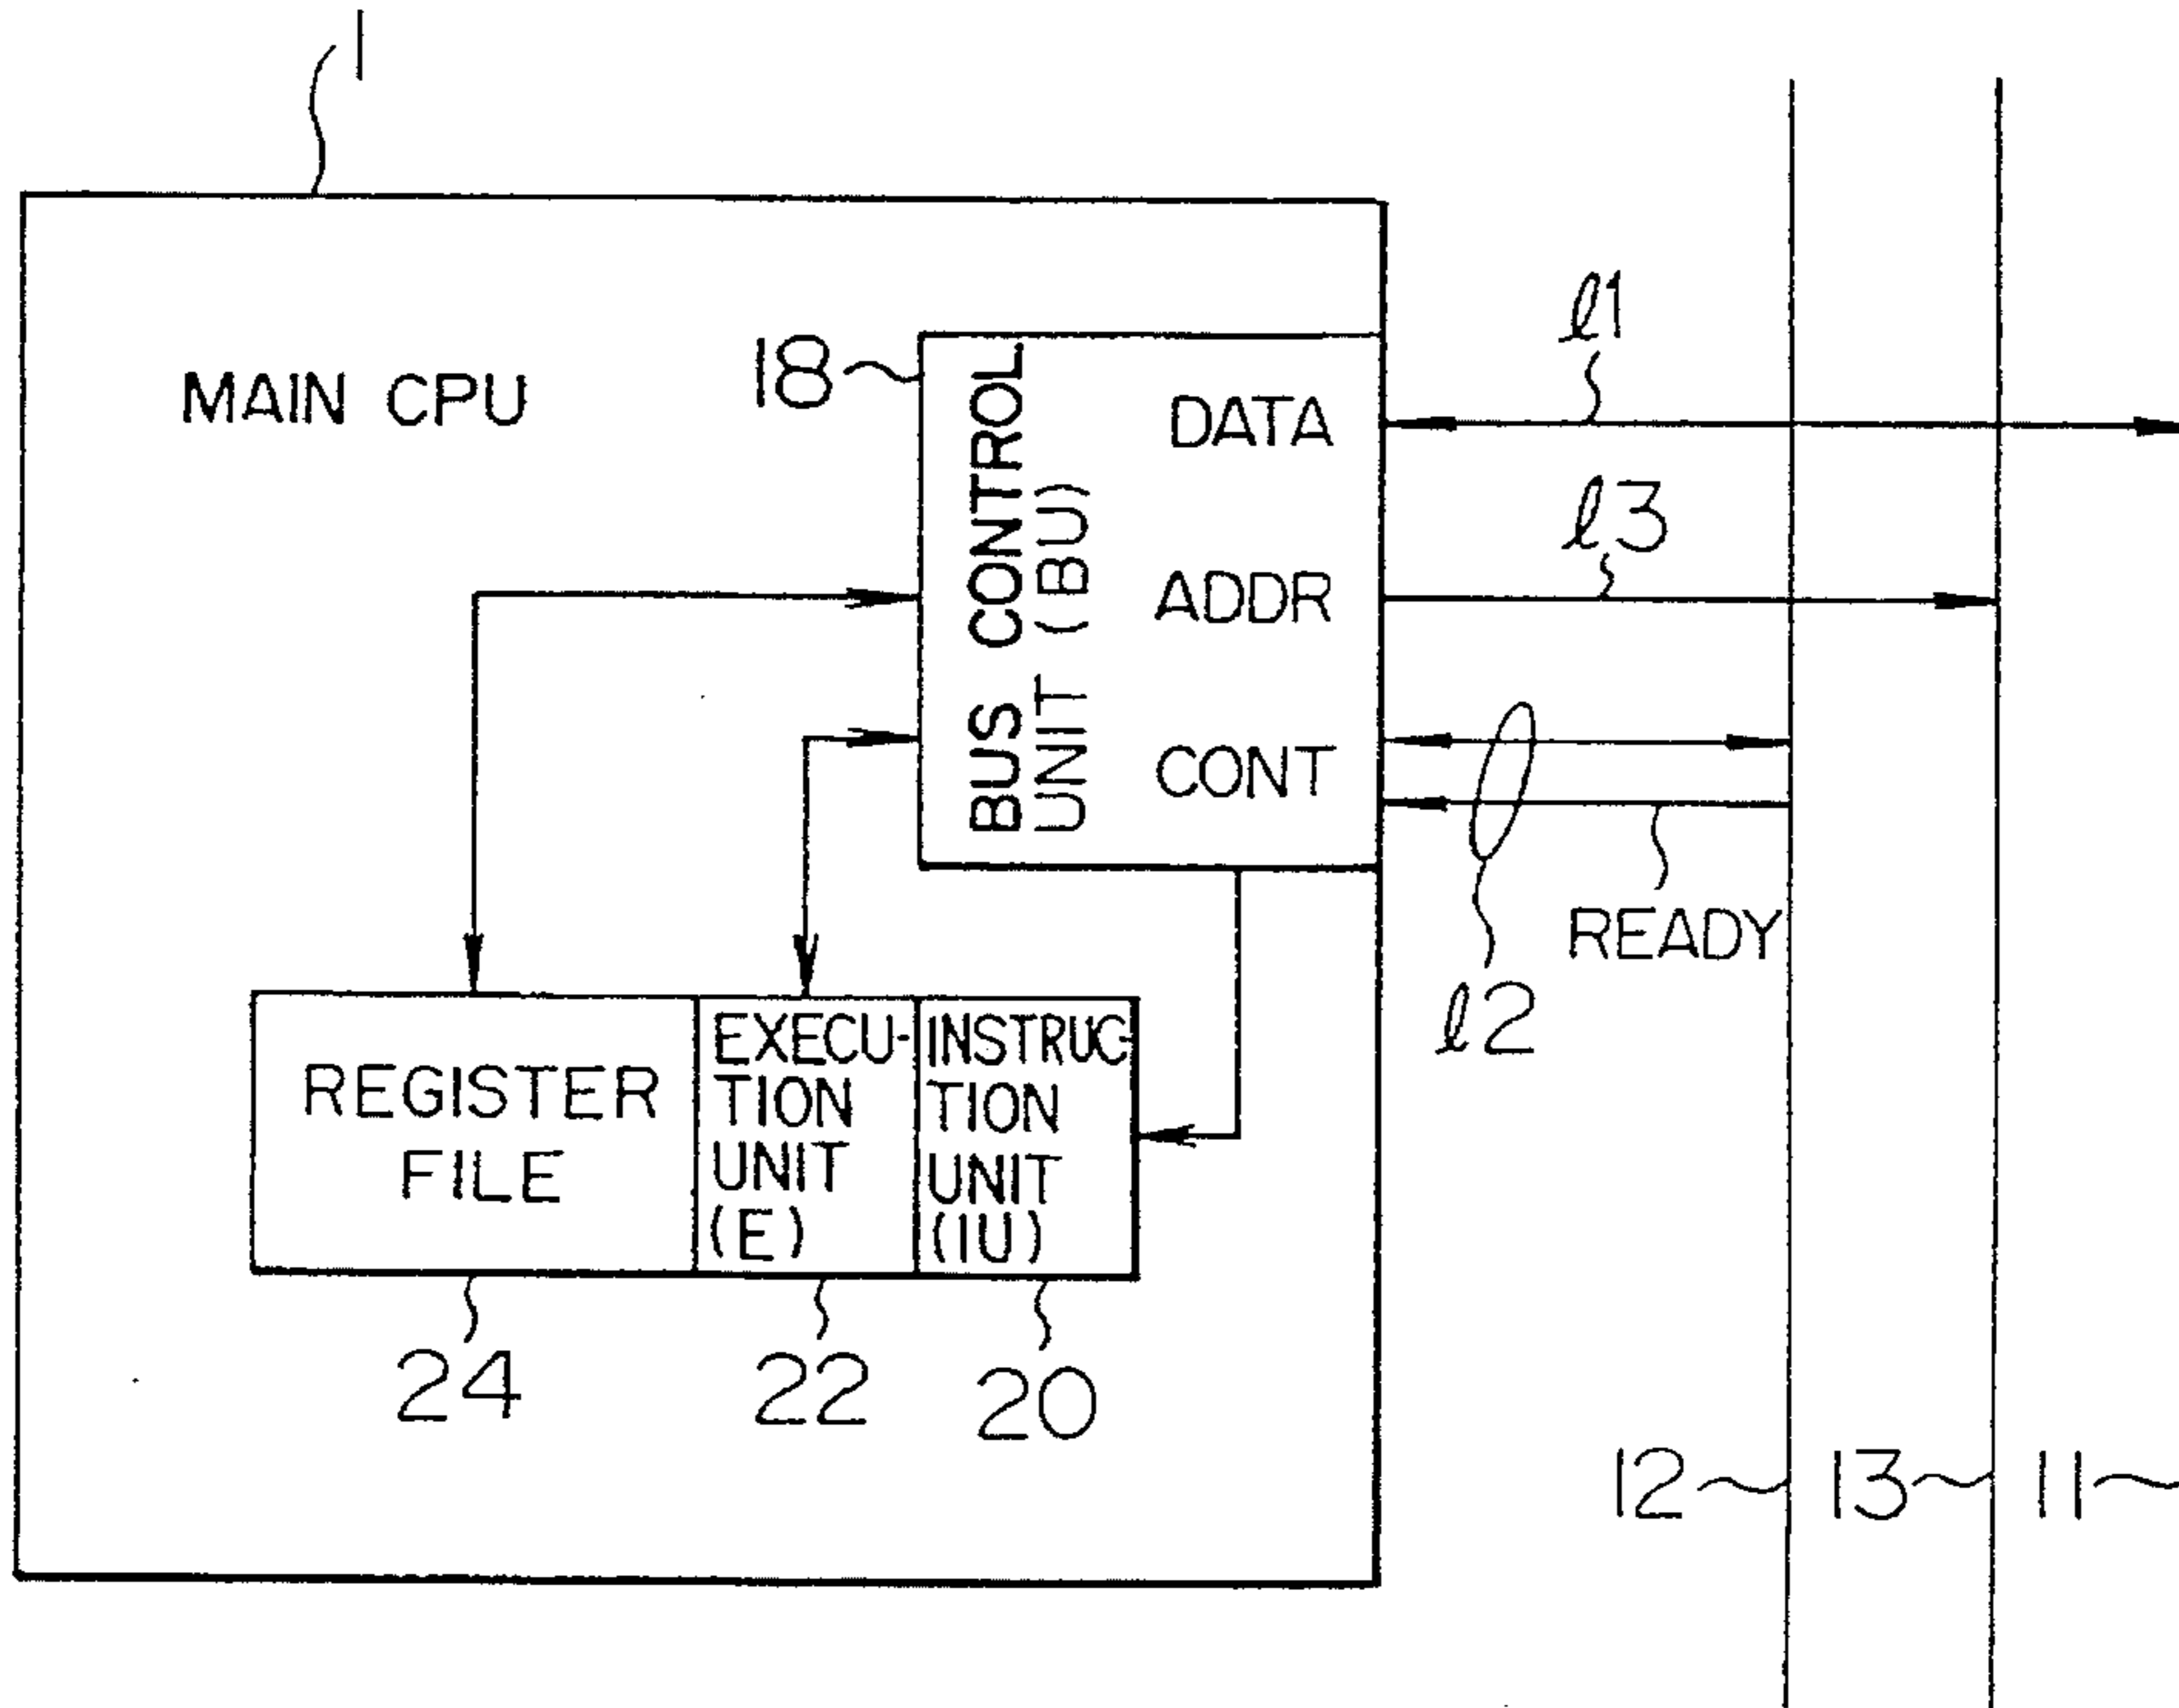 1
MAIN CPU
18
BUS CONTROL
UNIT (BU)
DATA
ADDR
CONT
ℓ1
ℓ3
READY
ℓ2
REGISTER
FILE
EXECU-
TION
UNIT
(E)
INSTRUC-
TION
UNIT
(IU)
24
22
20
12
13
11